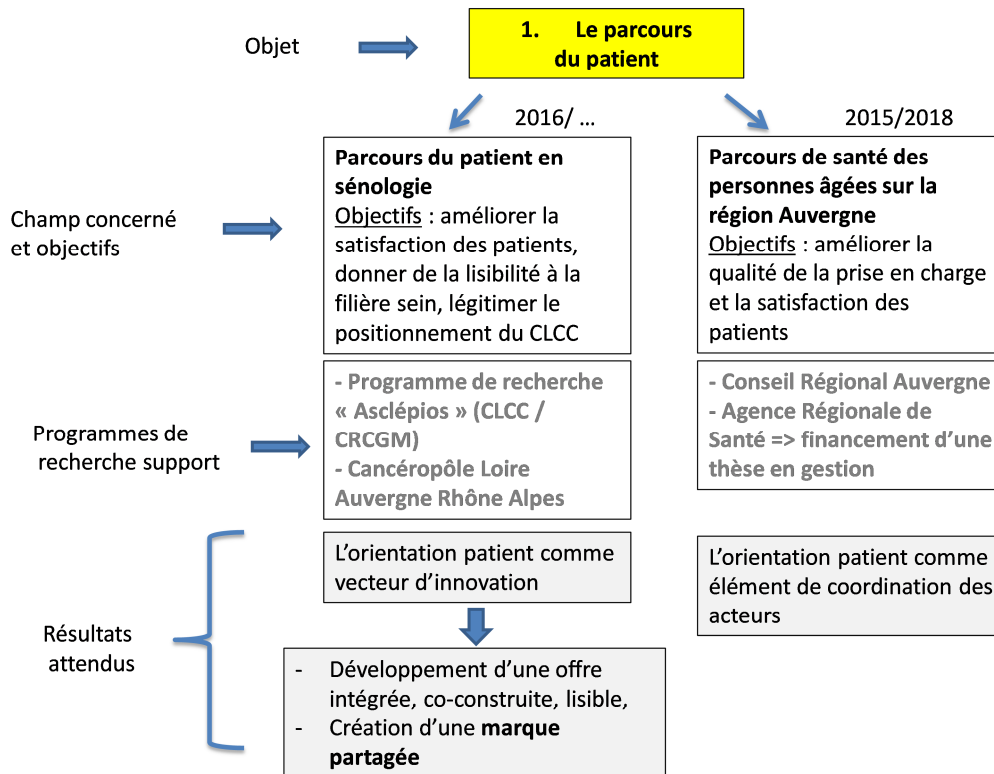 Objet
1. Le parcours
du patient
2016/ ...
2015/2018
Champ concerné
et objectifs
Parcours du patient en
sénologie
Objectifs : améliorer la
satisfaction des patients,
donner de la lisibilité à la
filière sein, légitimer le
positionnement du CLCC
Parcours de santé des
personnes âgées sur la
région Auvergne
Objectifs : améliorer la
qualité de la prise en charge
et la satisfaction des
patients
Programmes de
recherche support
- Programme de recherche
« Asclépios » (CLCC /
CRCGM)
- Cancéropôle Loire
Auvergne Rhône Alpes
- Conseil Régional Auvergne
- Agence Régionale de
Santé => financement d'une
thèse en gestion
Résultats
attendus
L'orientation patient comme
vecteur d'innovation
L'orientation patient comme
élément de coordination des
acteurs
- Développement d'une offre
intégrée, co-construite, lisible,
- Création d'une marque
partagée